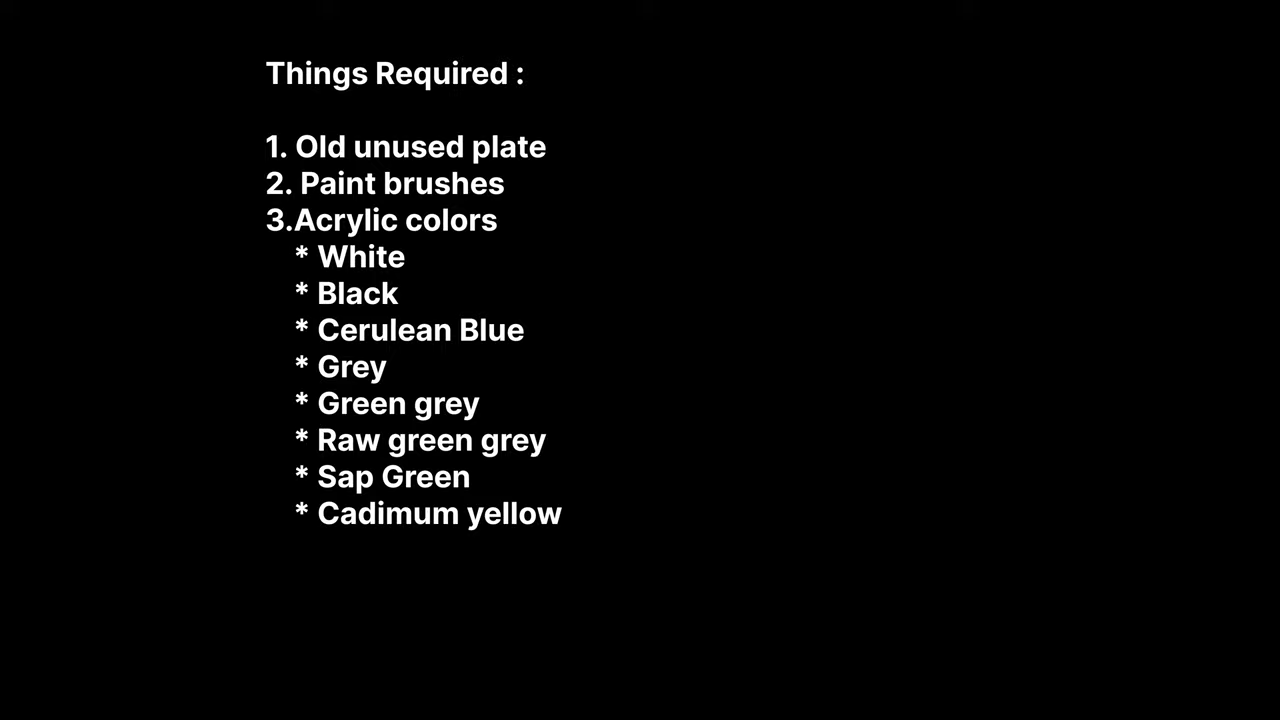 Things Required :
1. Old unused plate
2. Paint brushes
3.Acrylic colors
* White
* Black
* Cerulean Blue
* Grey
* Green grey
* Raw green grey
* Sap Green
* Cadimum yellow